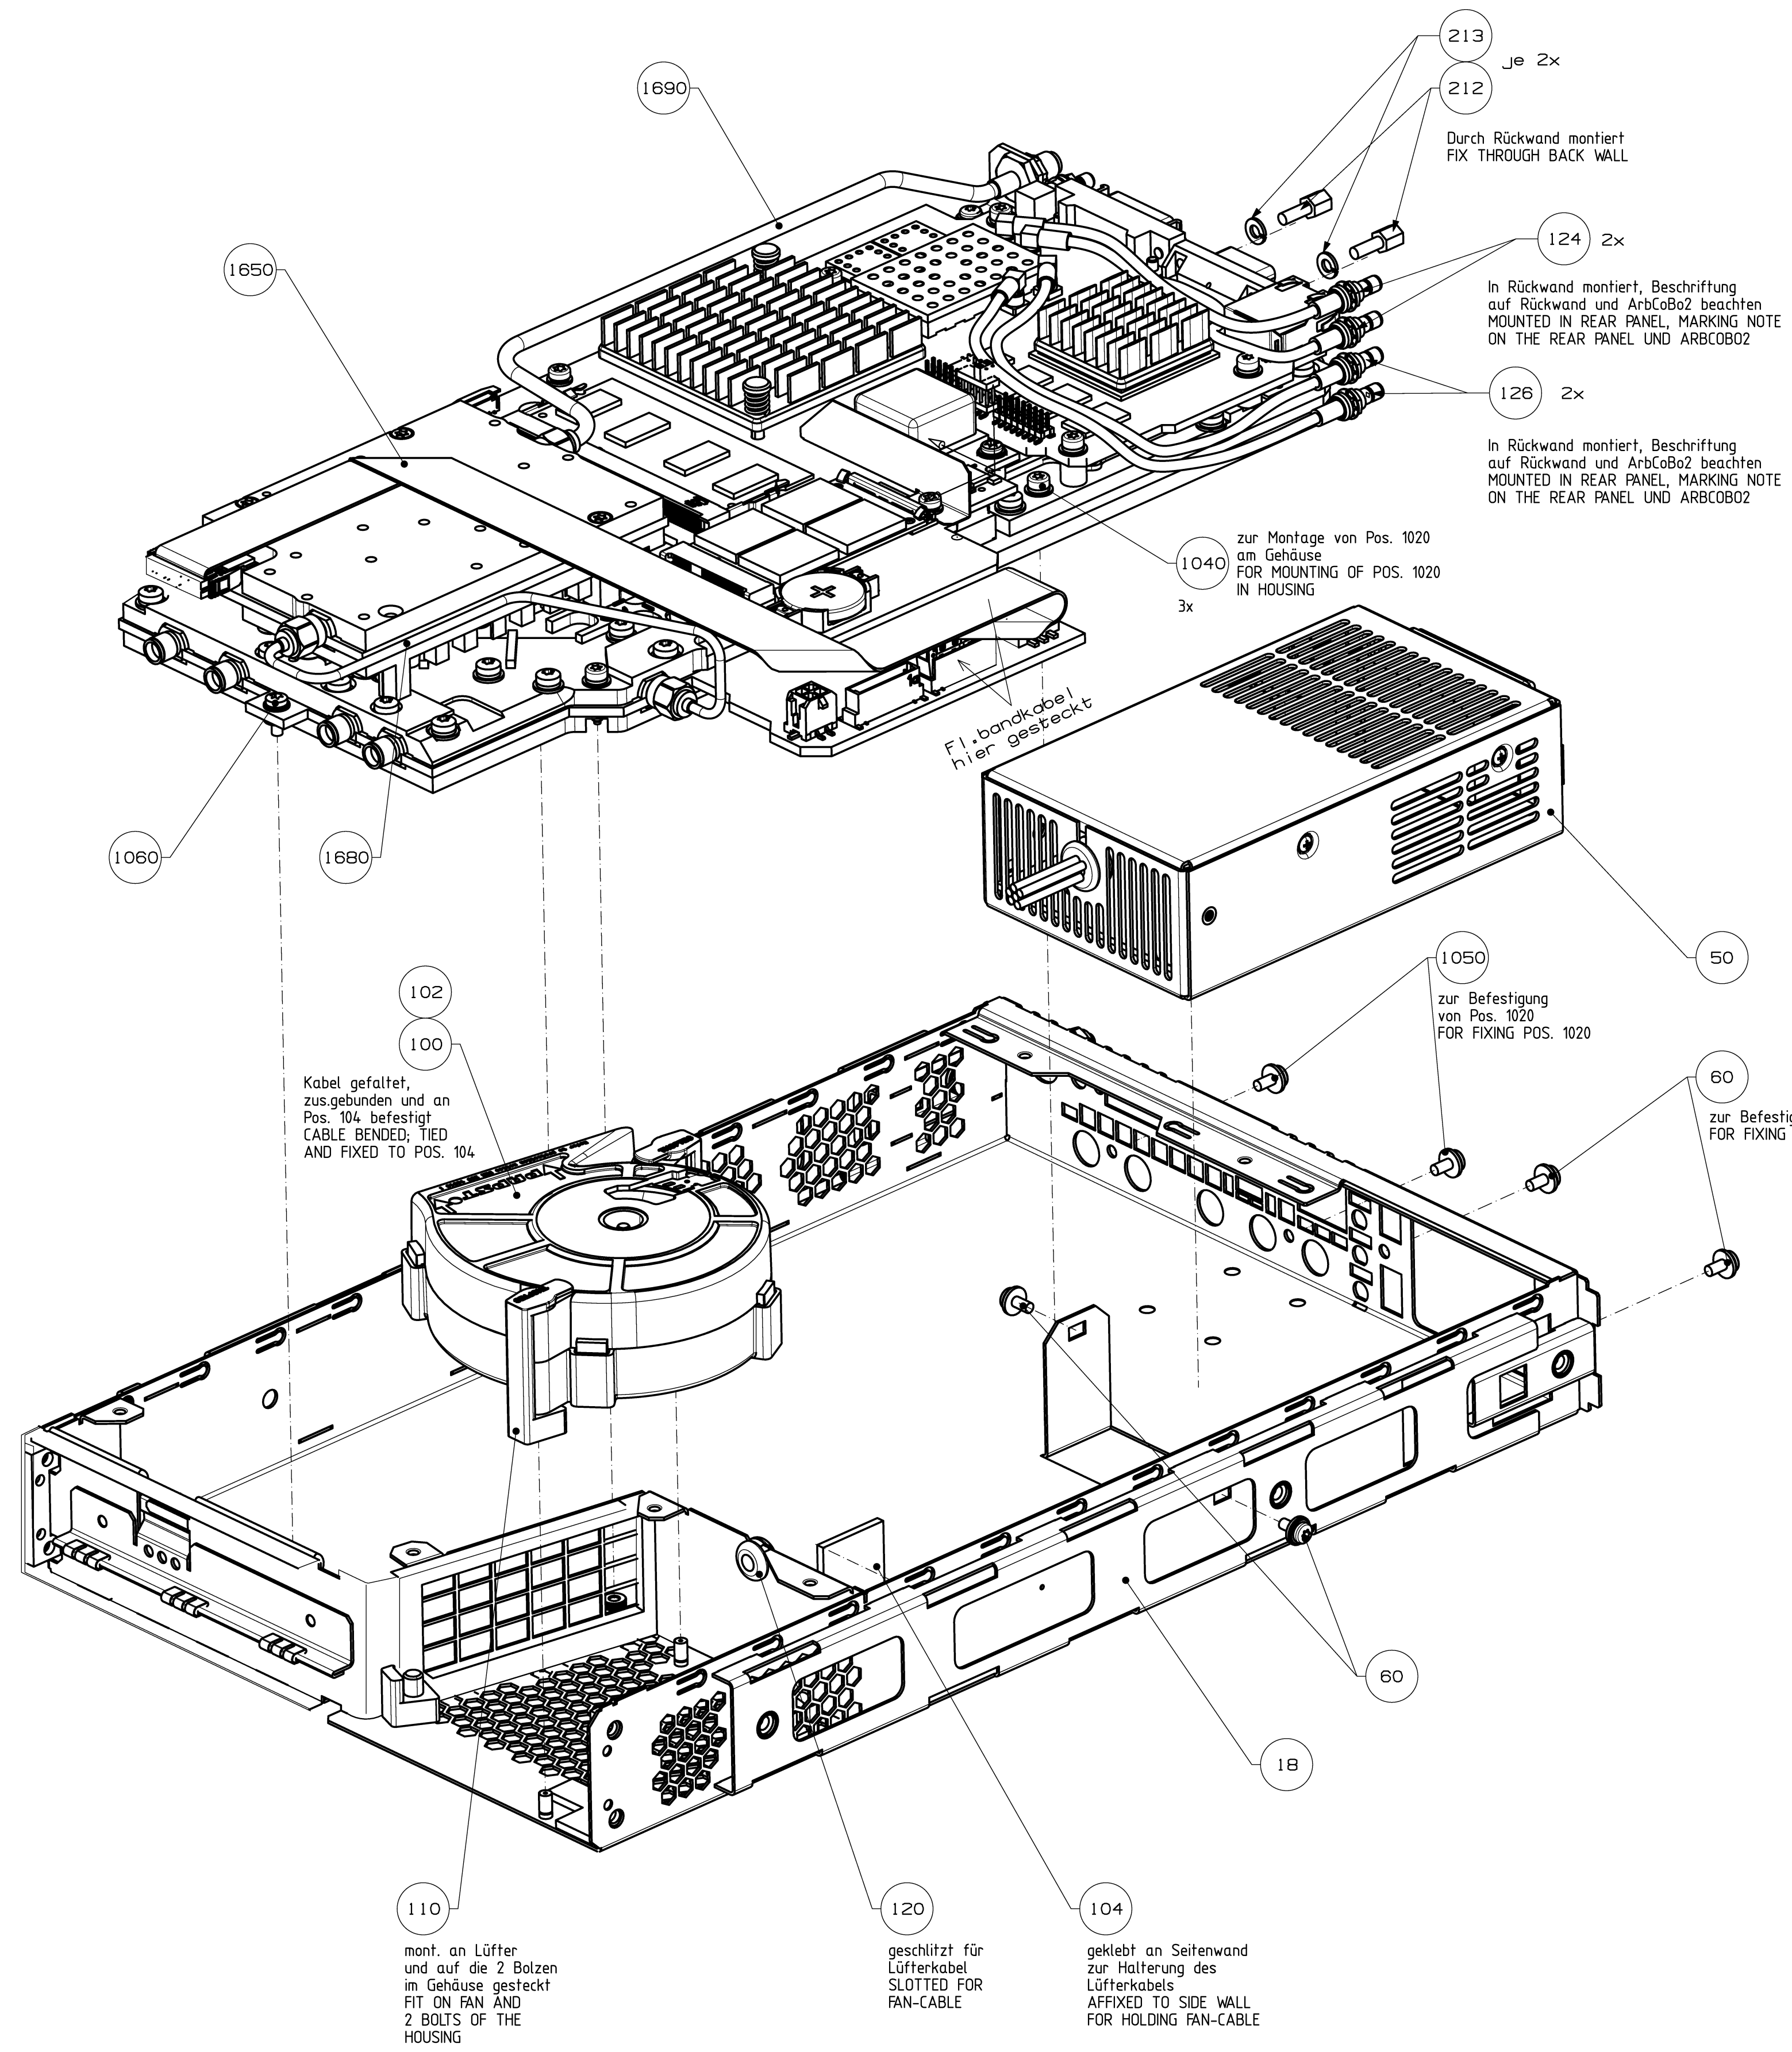 213
je 2x
1690
212
Durch Rückwand montiert
FIX THROUGH BACK WALL
124 2x
1650
In Rückwand montiert, Beschriftung
auf Rückwand und ArbCoBo2 beachten
MOUNTED IN REAR PANEL, MARKING NOTE
ON THE REAR PANEL UND ARBCOBO2
126 2x
In Rückwand montiert, Beschriftung
auf Rückwand und ArbCoBo2 beachten
MOUNTED IN REAR PANEL, MARKING NOTE
ON THE REAR PANEL UND ARBCOBO2
1040
3x
zur Montage von Pos. 1020
am Gehäuse
FOR MOUNTING OF POS. 1020
IN HOUSING
Fl.bandkabel
hier gesteckt
1060
1680
50
1050
zur Befestigung
von Pos. 1020
FOR FIXING POS. 1020
102
100
Kabel gefaltet,
zus.gebunden und an
Pos. 104 befestigt
CABLE BENDED; TIED
AND FIXED TO POS. 104
60
zur Befestig
FOR FIXING
60
18
110
mont. an Lüfter
und auf die 2 Bolzen
im Gehäuse gesteckt
FIT ON FAN AND
2 BOLTS OF THE
HOUSING
120
geschlitzt für
Lüfterkabel
SLOTTED FOR
FAN-CABLE
104
geklebt an Seitenwand
zur Halterung des
Lüfterkabels
AFFIXED TO SIDE WALL
FOR HOLDING FAN-CABLE